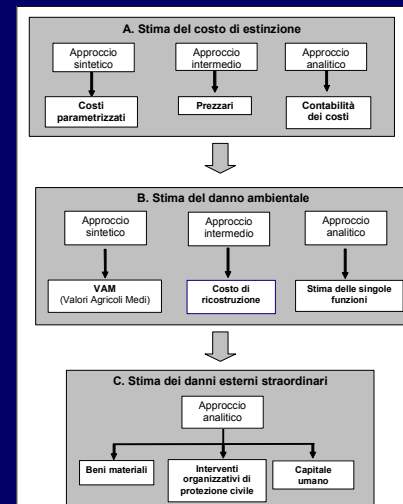 A. Stima del costo di estinzione
Approccio
sintetico
Approccio
intermedio
Approccio
analitico
Costi
parametrizzati
Prezzari
Contabilità
dei costi
B. Stima del danno ambientale
Approccio
sintetico
Approccio
intermedio
Approccio
analitico
VAM
(Valori Agricoli Medi)
Costo di
ricostruzione
Stima delle singole
funzioni
C. Stima dei danni esterni straordinari
Approccio
analitico
Beni materiali
Interventi
organizzativi di
protezione civile
Capitale
umano